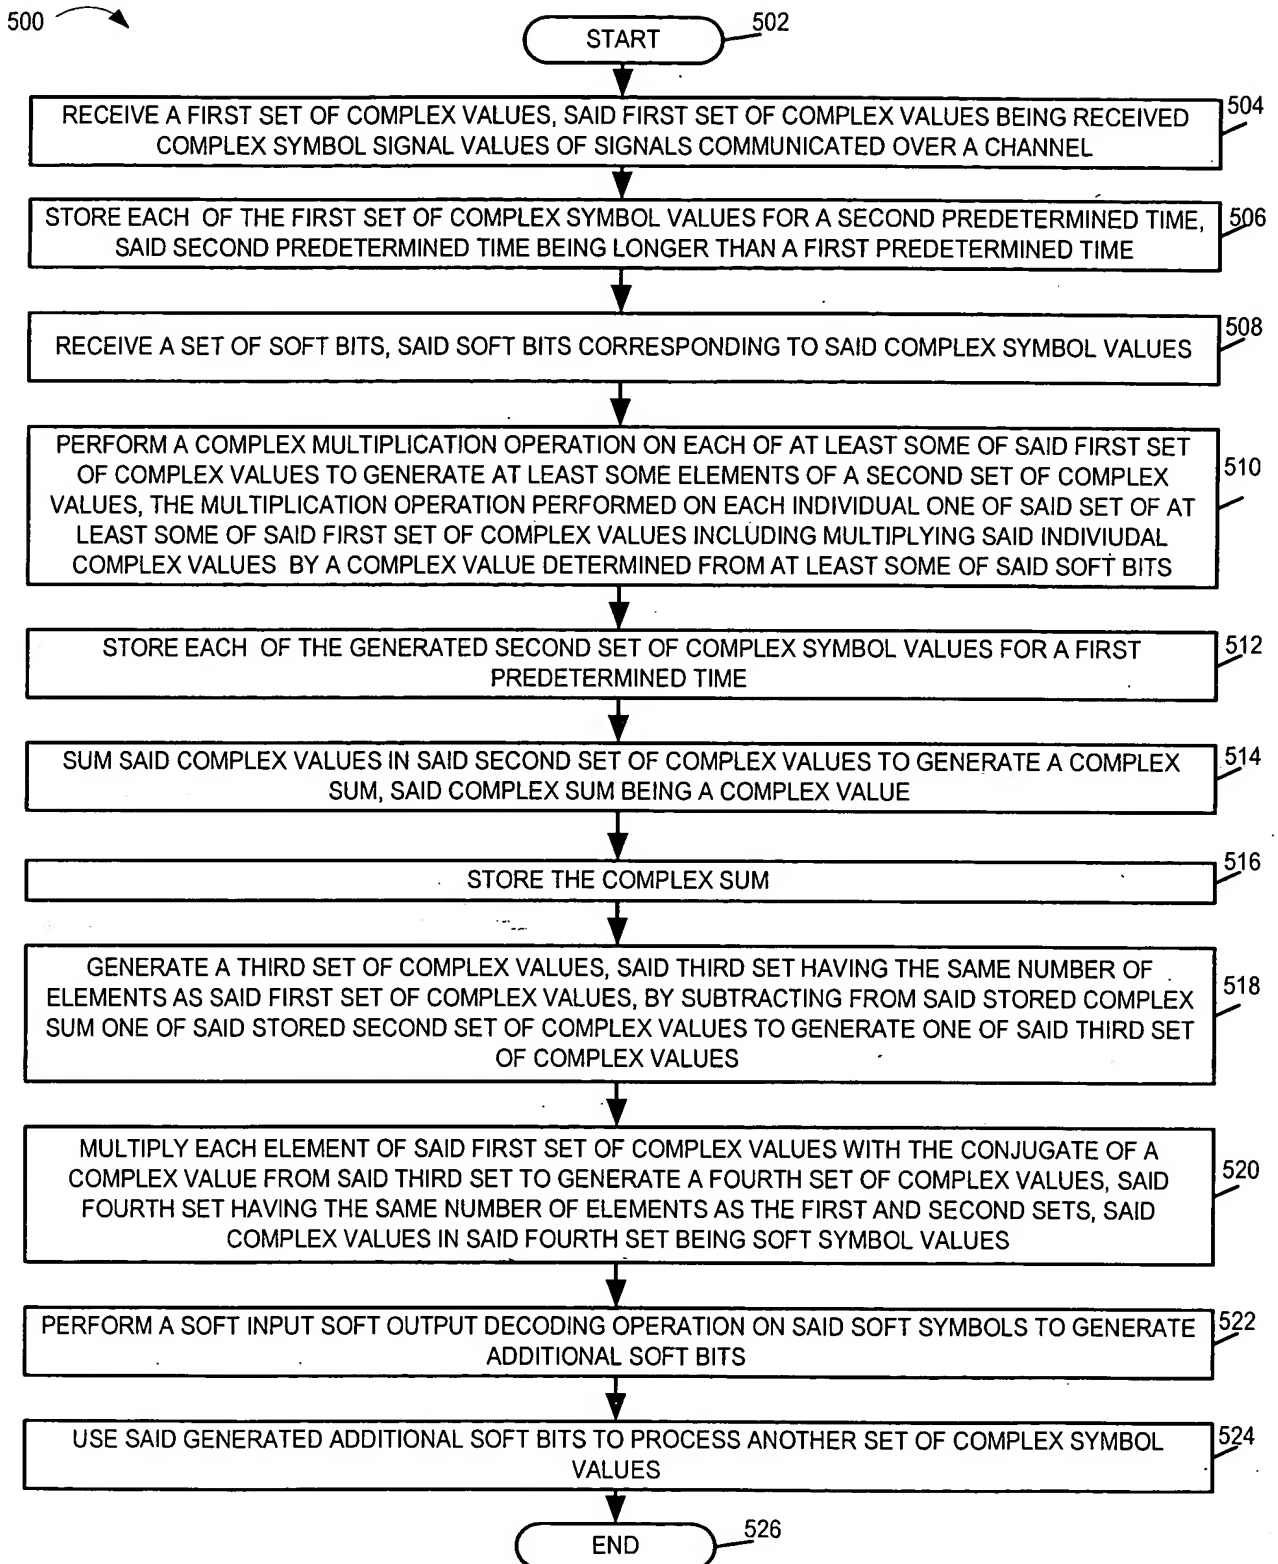 500
START
502
RECEIVE A FIRST SET OF COMPLEX VALUES, SAID FIRST SET OF COMPLEX VALUES BEING RECEIVED
COMPLEX SYMBOL SIGNAL VALUES OF SIGNALS COMMUNICATED OVER A CHANNEL
504
STORE EACH OF THE FIRST SET OF COMPLEX SYMBOL VALUES FOR A SECOND PREDETERMINED TIME,
SAID SECOND PREDETERMINED TIME BEING LONGER THAN A FIRST PREDETERMINED TIME
506
RECEIVE A SET OF SOFT BITS, SAID SOFT BITS CORRESPONDING TO SAID COMPLEX SYMBOL VALUES
508
PERFORM A COMPLEX MULTIPLICATION OPERATION ON EACH OF AT LEAST SOME OF SAID FIRST SET
OF COMPLEX VALUES TO GENERATE AT LEAST SOME ELEMENTS OF A SECOND SET OF COMPLEX
VALUES, THE MULTIPLICATION OPERATION PERFORMED ON EACH INDIVIDUAL ONE OF SAID SET OF AT
LEAST SOME OF SAID FIRST SET OF COMPLEX VALUES INCLUDING MULTIPLYING SAID INDIVIUDAL
COMPLEX VALUES BY A COMPLEX VALUE DETERMINED FROM AT LEAST SOME OF SAID SOFT BITS
510
STORE EACH OF THE GENERATED SECOND SET OF COMPLEX SYMBOL VALUES FOR A FIRST
PREDETERMINED TIME
512
SUM SAID COMPLEX VALUES IN SAID SECOND SET OF COMPLEX VALUES TO GENERATE A COMPLEX
SUM, SAID COMPLEX SUM BEING A COMPLEX VALUE
514
STORE THE COMPLEX SUM
516
GENERATE A THIRD SET OF COMPLEX VALUES, SAID THIRD SET HAVING THE SAME NUMBER OF
ELEMENTS AS SAID FIRST SET OF COMPLEX VALUES, BY SUBTRACTING FROM SAID STORED COMPLEX
SUM ONE OF SAID STORED SECOND SET OF COMPLEX VALUES TO GENERATE ONE OF SAID THIRD SET
OF COMPLEX VALUES
518
MULTIPLY EACH ELEMENT OF SAID FIRST SET OF COMPLEX VALUES WITH THE CONJUGATE OF A
COMPLEX VALUE FROM SAID THIRD SET TO GENERATE A FOURTH SET OF COMPLEX VALUES, SAID
FOURTH SET HAVING THE SAME NUMBER OF ELEMENTS AS THE FIRST AND SECOND SETS, SAID
COMPLEX VALUES IN SAID FOURTH SET BEING SOFT SYMBOL VALUES
520
PERFORM A SOFT INPUT SOFT OUTPUT DECODING OPERATION ON SAID SOFT SYMBOLS TO GENERATE
ADDITIONAL SOFT BITS
522
USE SAID GENERATED ADDITIONAL SOFT BITS TO PROCESS ANOTHER SET OF COMPLEX SYMBOL
VALUES
524
END
526